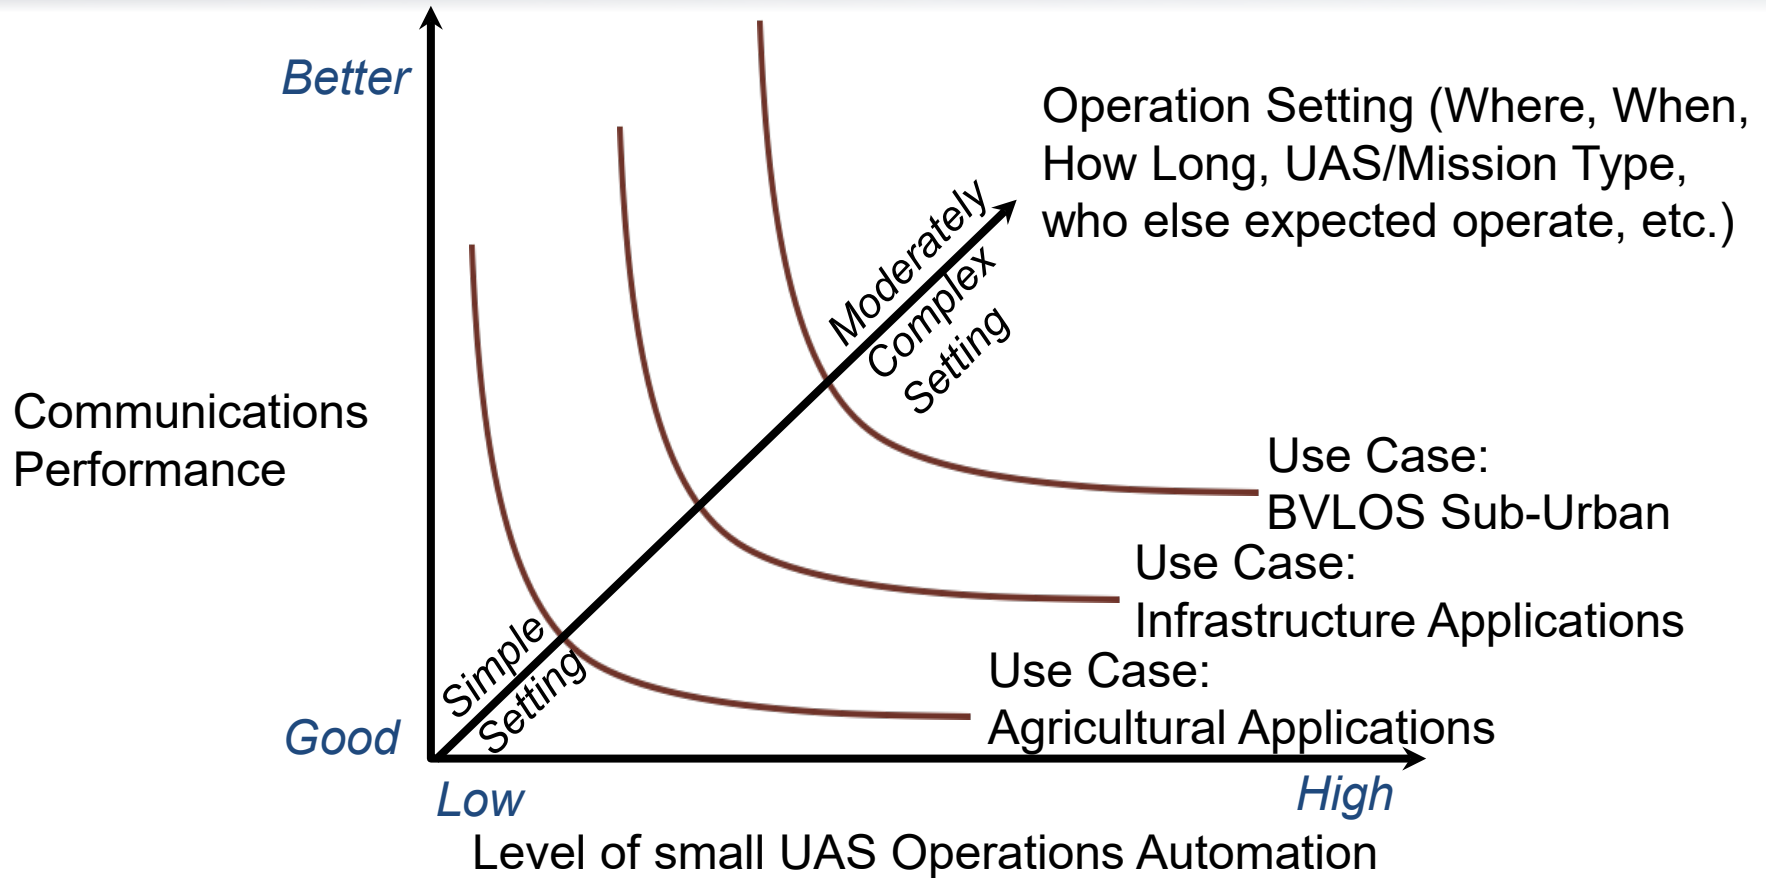 Better
Operation Setting (Where, When,
How Long, UAS/Mission Type,
who else expected operate, etc.)
Moderately
Complex
Setting
Communications
Performance
Use Case:
BVLOS Sub-Urban
Use Case:
Infrastructure Applications
Simple
Setting
Use Case:
Agricultural Applications
Good
Low
High
Level of small UAS Operations Automation